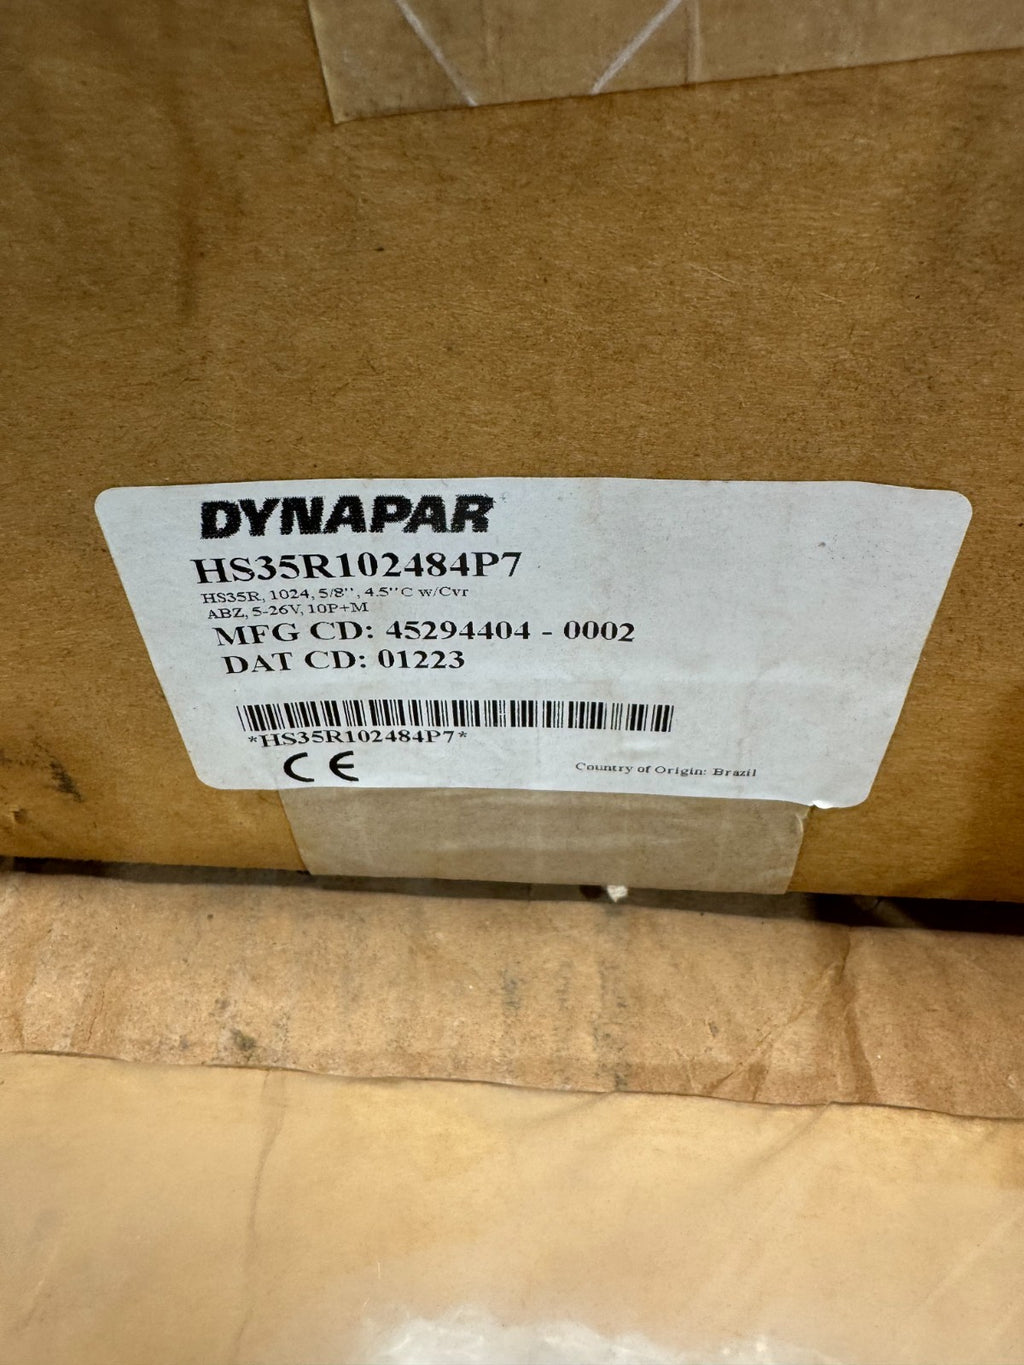 DYNAPAR
HS35R102484P7
HS35R, 1024, 5/8'', 4.5''C w/Cvr
ABZ, 5-26V, 10P+M
MFG CD: 45294404 - 0002
DAT CD: 01223
*HS35R102484P7*
CE
Country of Origin: Brazil